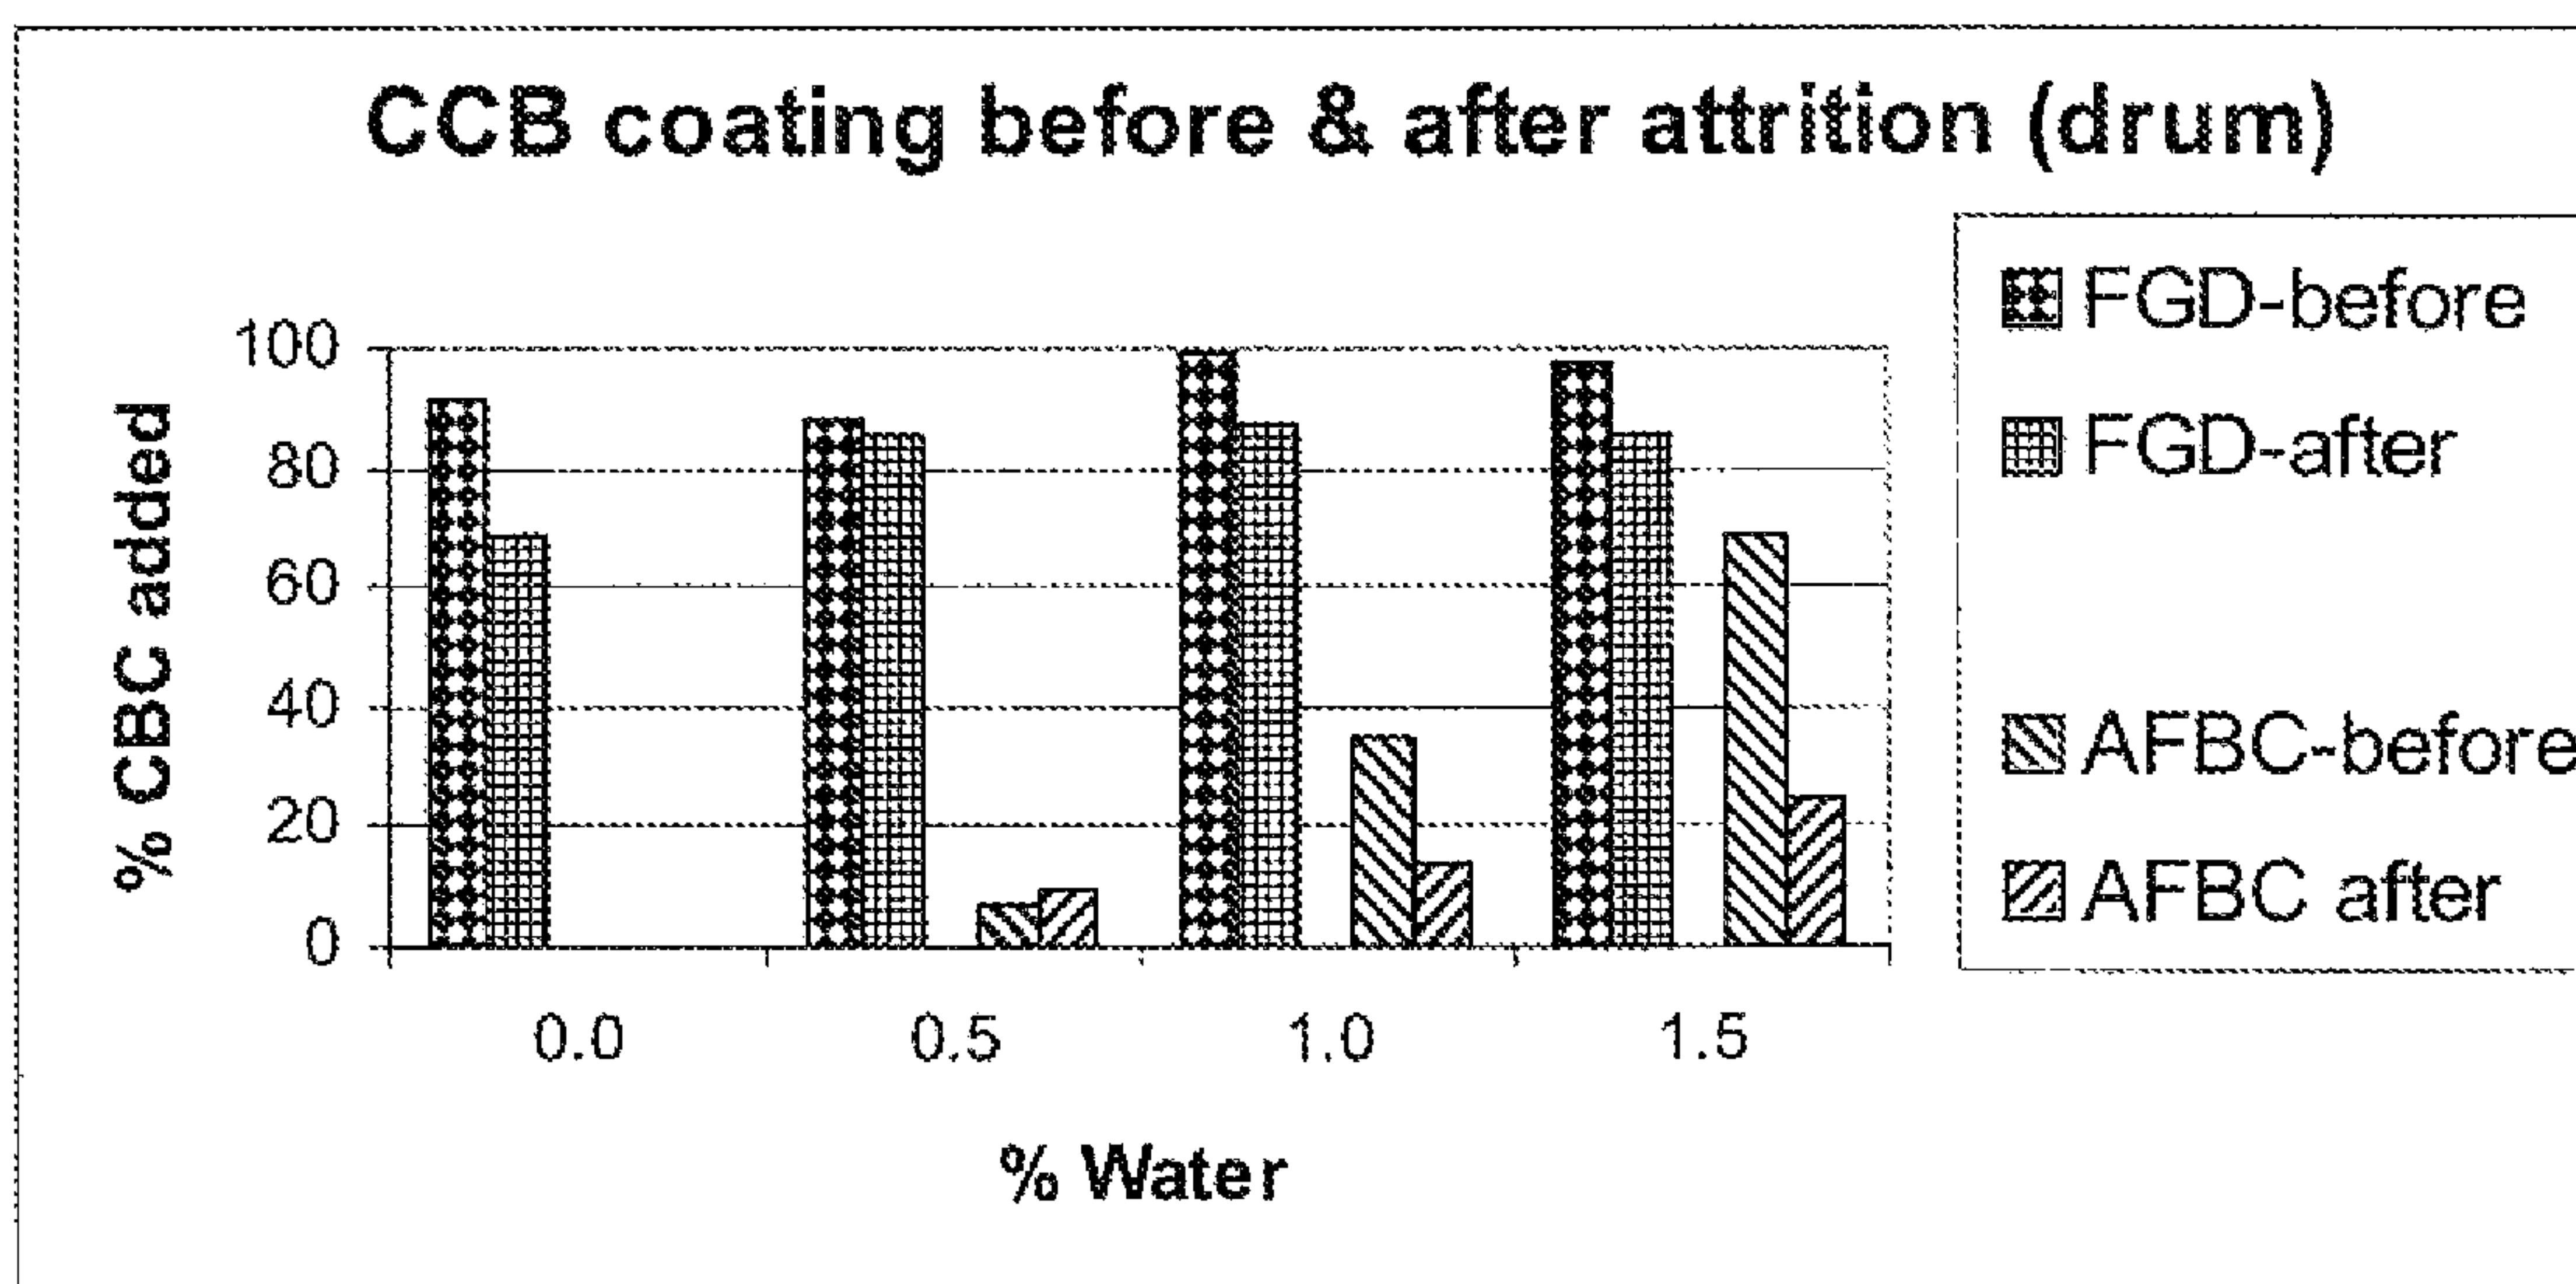 CCB coating before & after attrition (drum)
FGD-before
FGD-after
AFBC-before
AFBC after
% CBC added
100
80
60
40
20
0
0.0 0.5 1.0 1.5
% Water